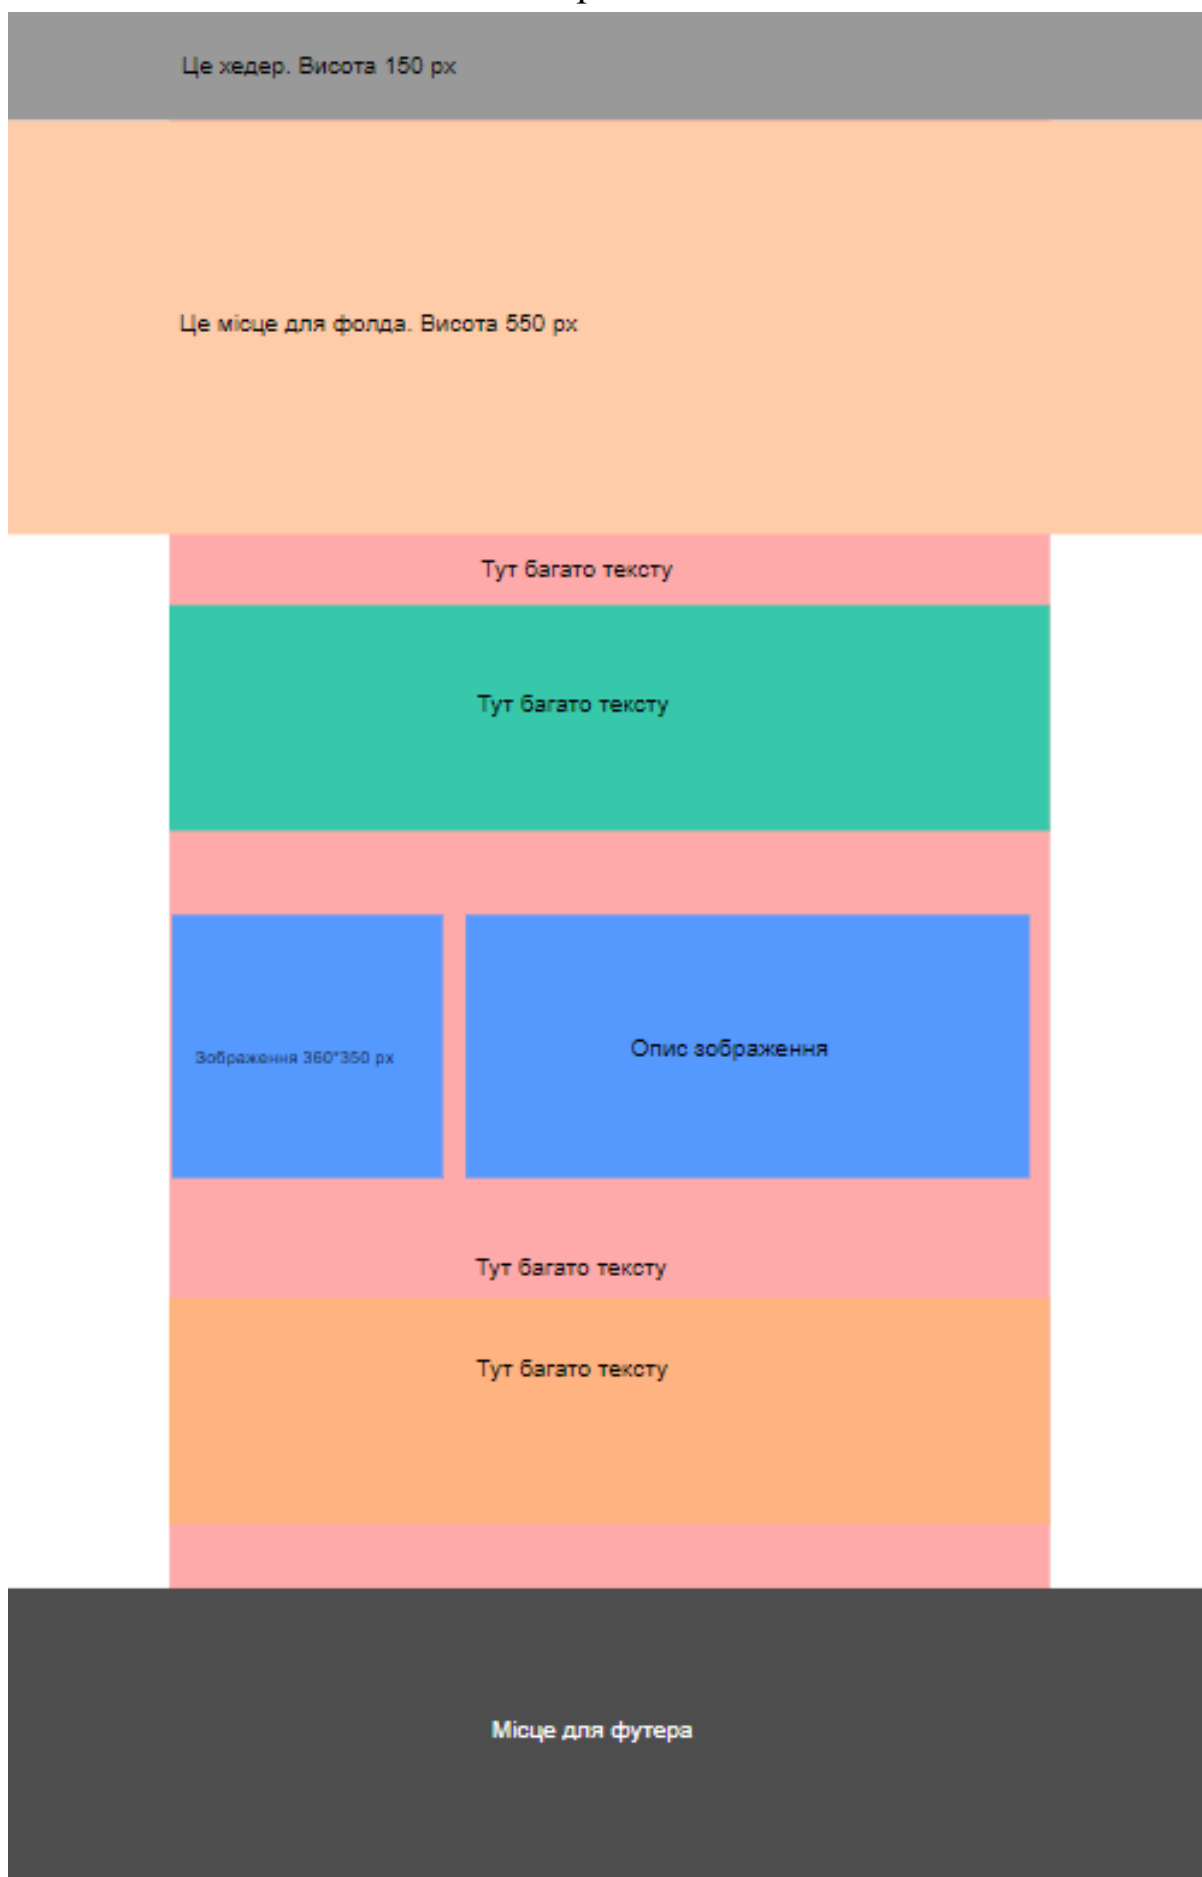 Це хедер. Висота 150 px
Це місце для фолда. Висота 550 px
Тут багато тексту
Тут багато тексту
Зображення 360*350 px
Опис зображення
Тут багато тексту
Тут багато тексту
Місце для футера